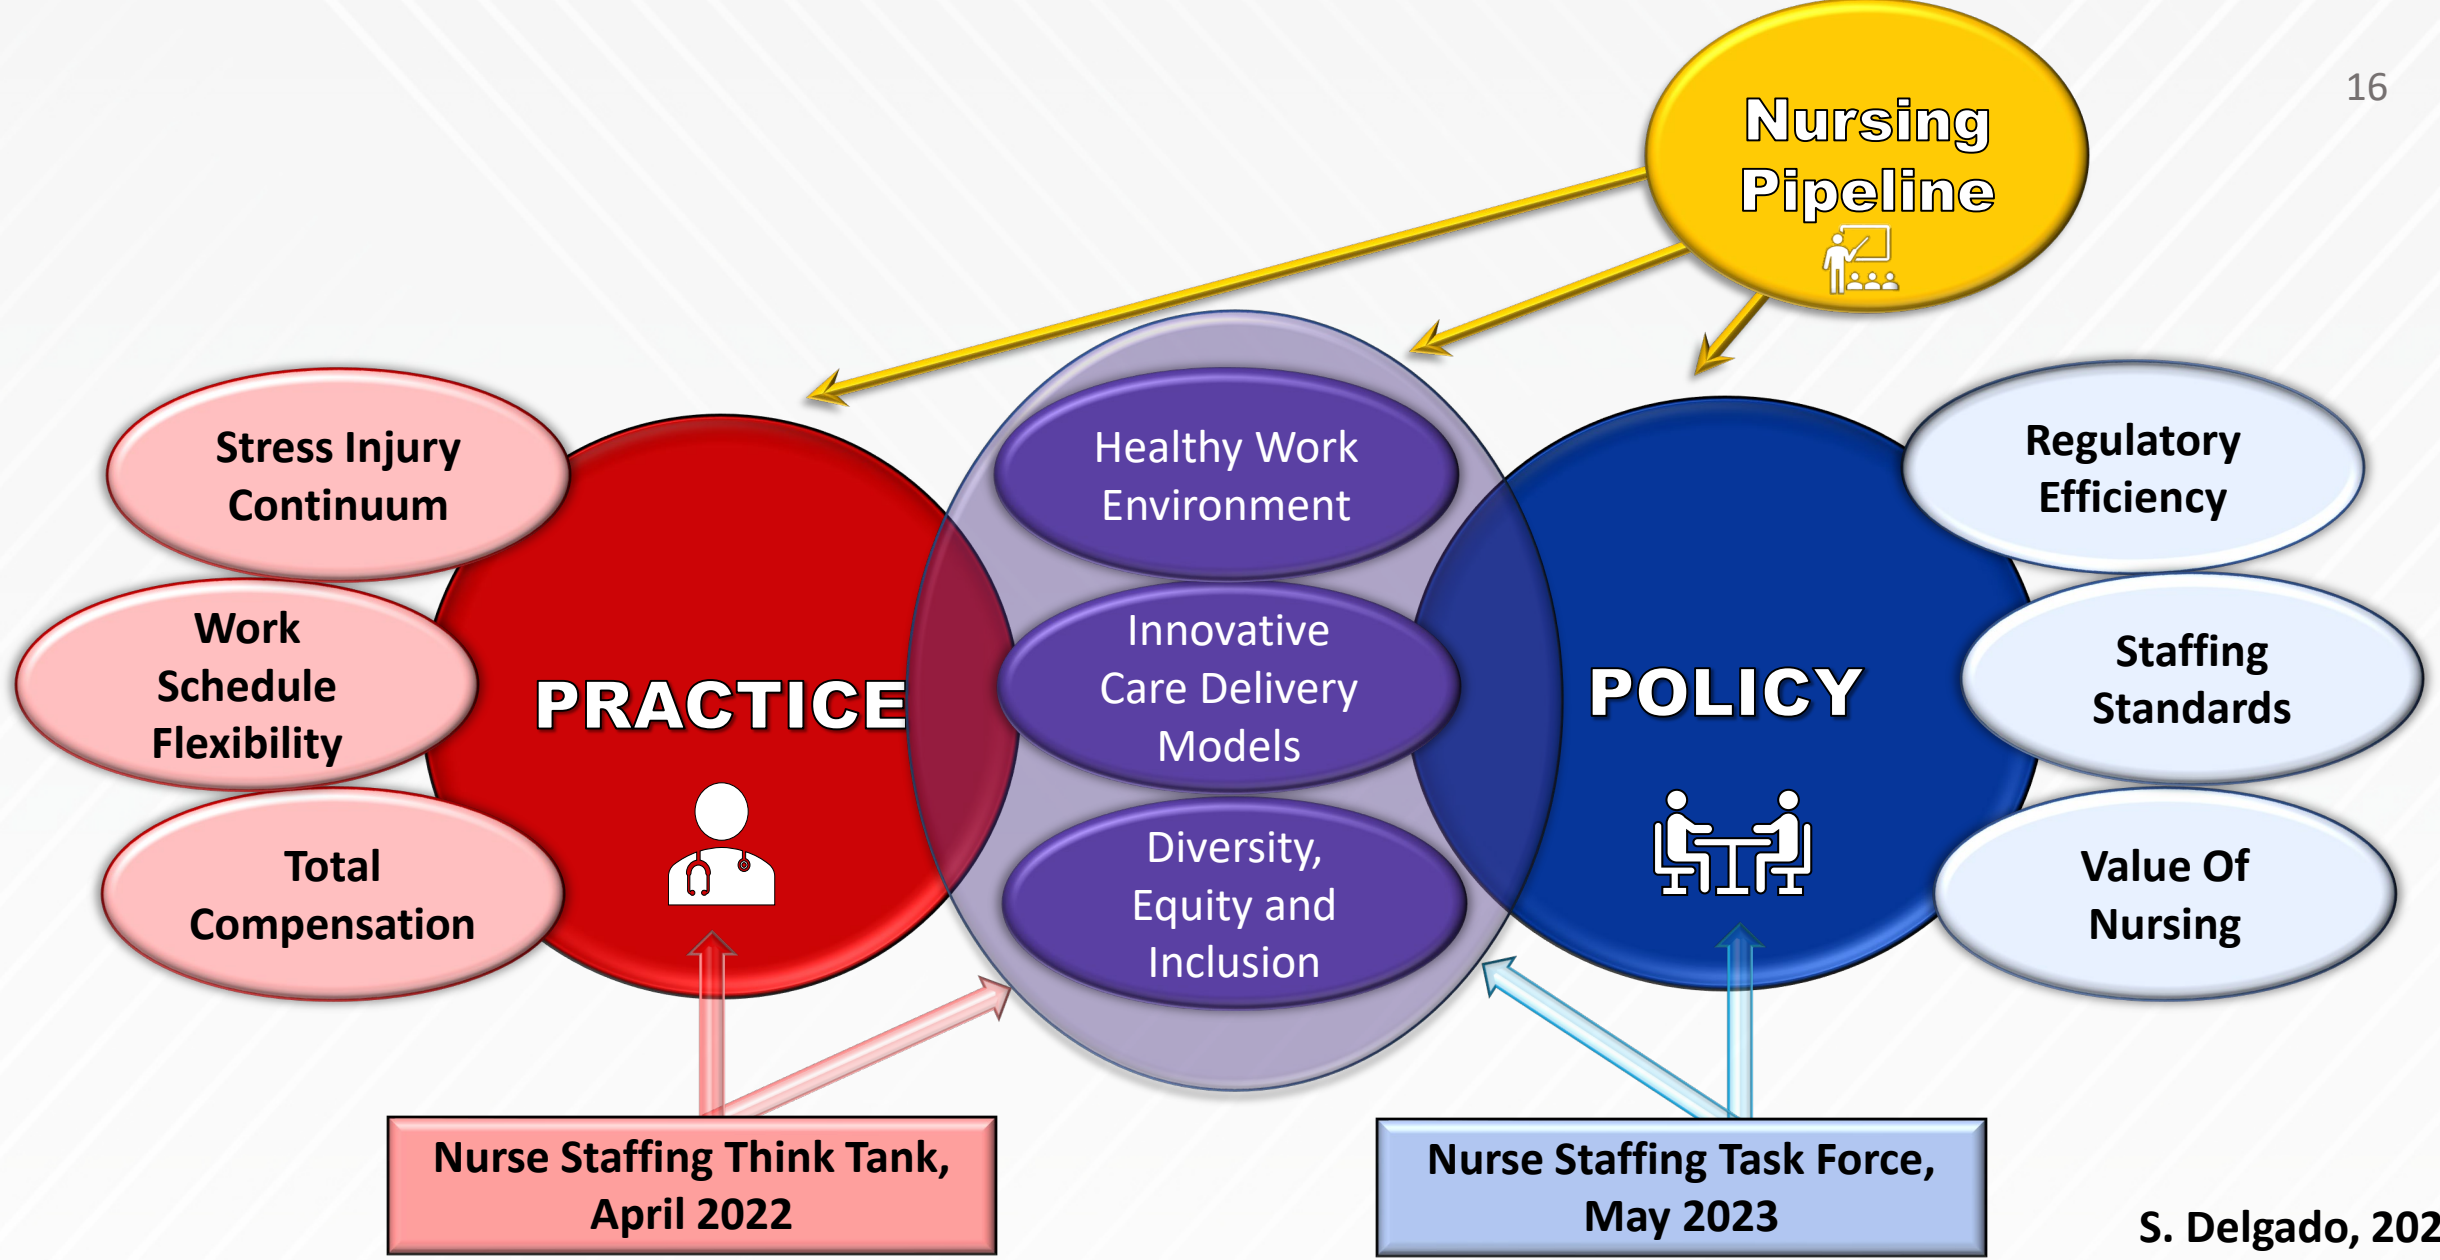 16
Nursing
Pipeline
Stress Injury
Continuum
Work
Schedule
Flexibility
Total
Compensation
PRACTICE
Healthy Work
Environment
Innovative
Care Delivery
Models
Diversity,
Equity and
Inclusion
POLICY
Regulatory
Efficiency
Staffing
Standards
Value Of
Nursing
Nurse Staffing Think Tank,
April 2022
Nurse Staffing Task Force,
May 2023
S. Delgado,